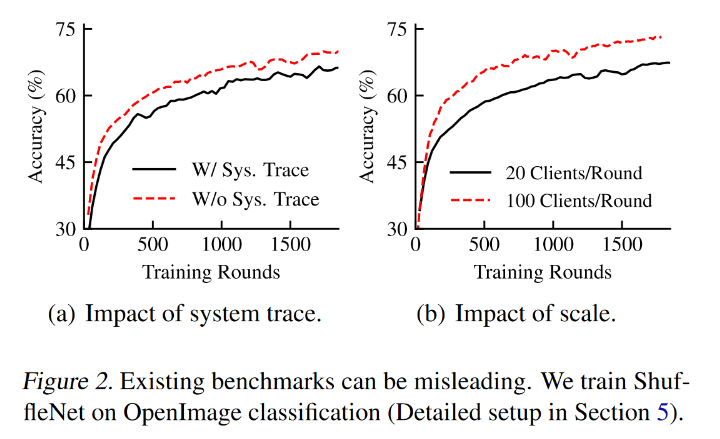 75
60
45
30
Accuracy (%)
W/ Sys. Trace
W/o Sys. Trace
0 500 1000 1500
Training Rounds
(a) Impact of system trace.
75
60
45
30
Accuracy (%)
20 Clients/Round
100 Clients/Round
0 500 1000 1500
Training Rounds
(b) Impact of scale.
Figure 2. Existing benchmarks can be misleading. We train Shuf-
fleNet on OpenImage classification (Detailed setup in Section 5).